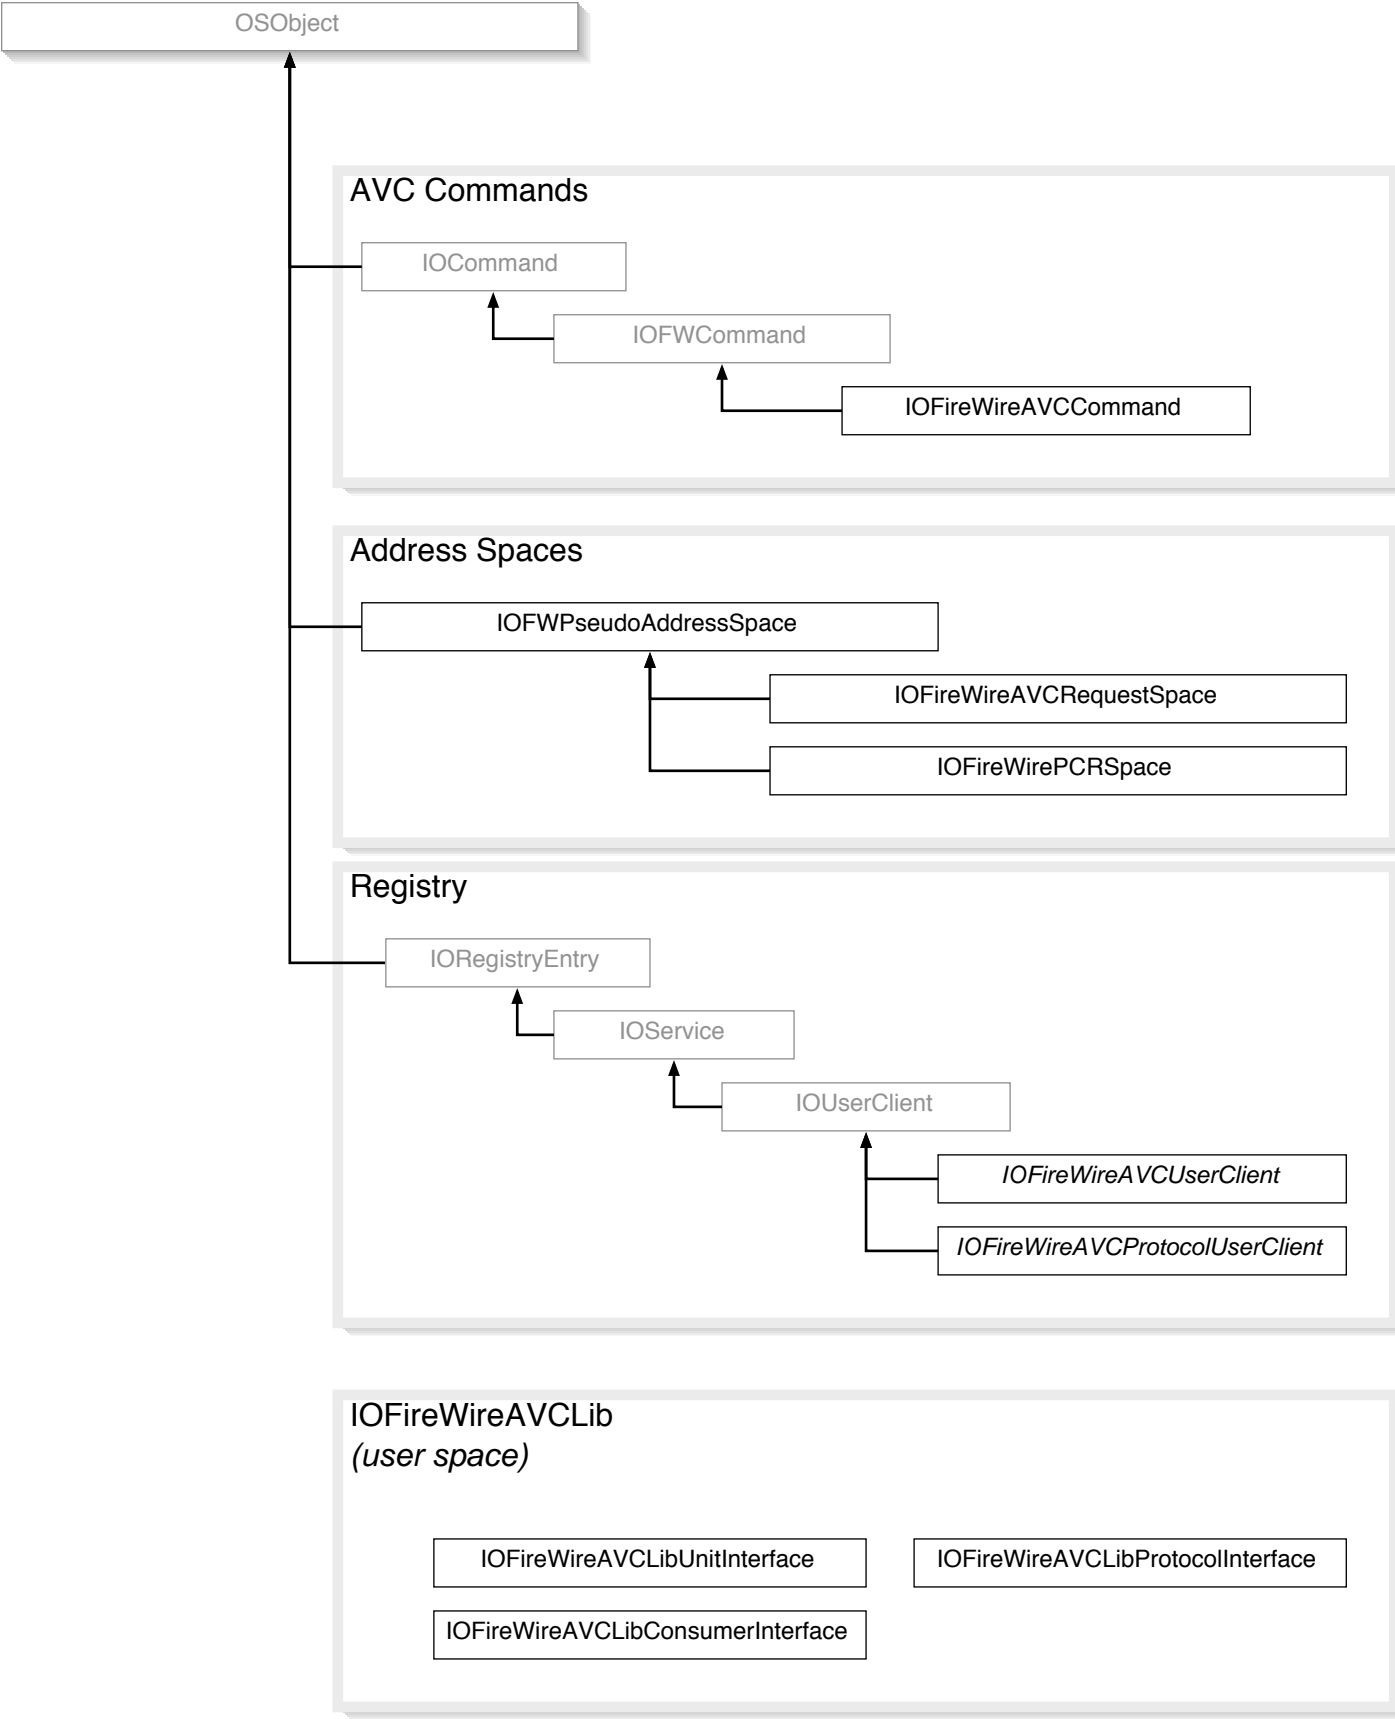 OSObject
AVC Commands
IOCommand
IOFWCommand
IOFireWireAVCCommand
Address Spaces
IOFWPseudoAddressSpace
IOFireWireAVCRequestSpace
IOFireWirePCRSpace
Registry
IORegistryEntry
IOService
IOUserClient
IOFireWireAVCUserClient
IOFireWireAVCProtocolUserClient
IOFireWireAVCLib
(user space)
IOFireWireAVCLibUnitInterface
IOFireWireAVCLibProtocolInterface
IOFireWireAVCLibConsumerInterface